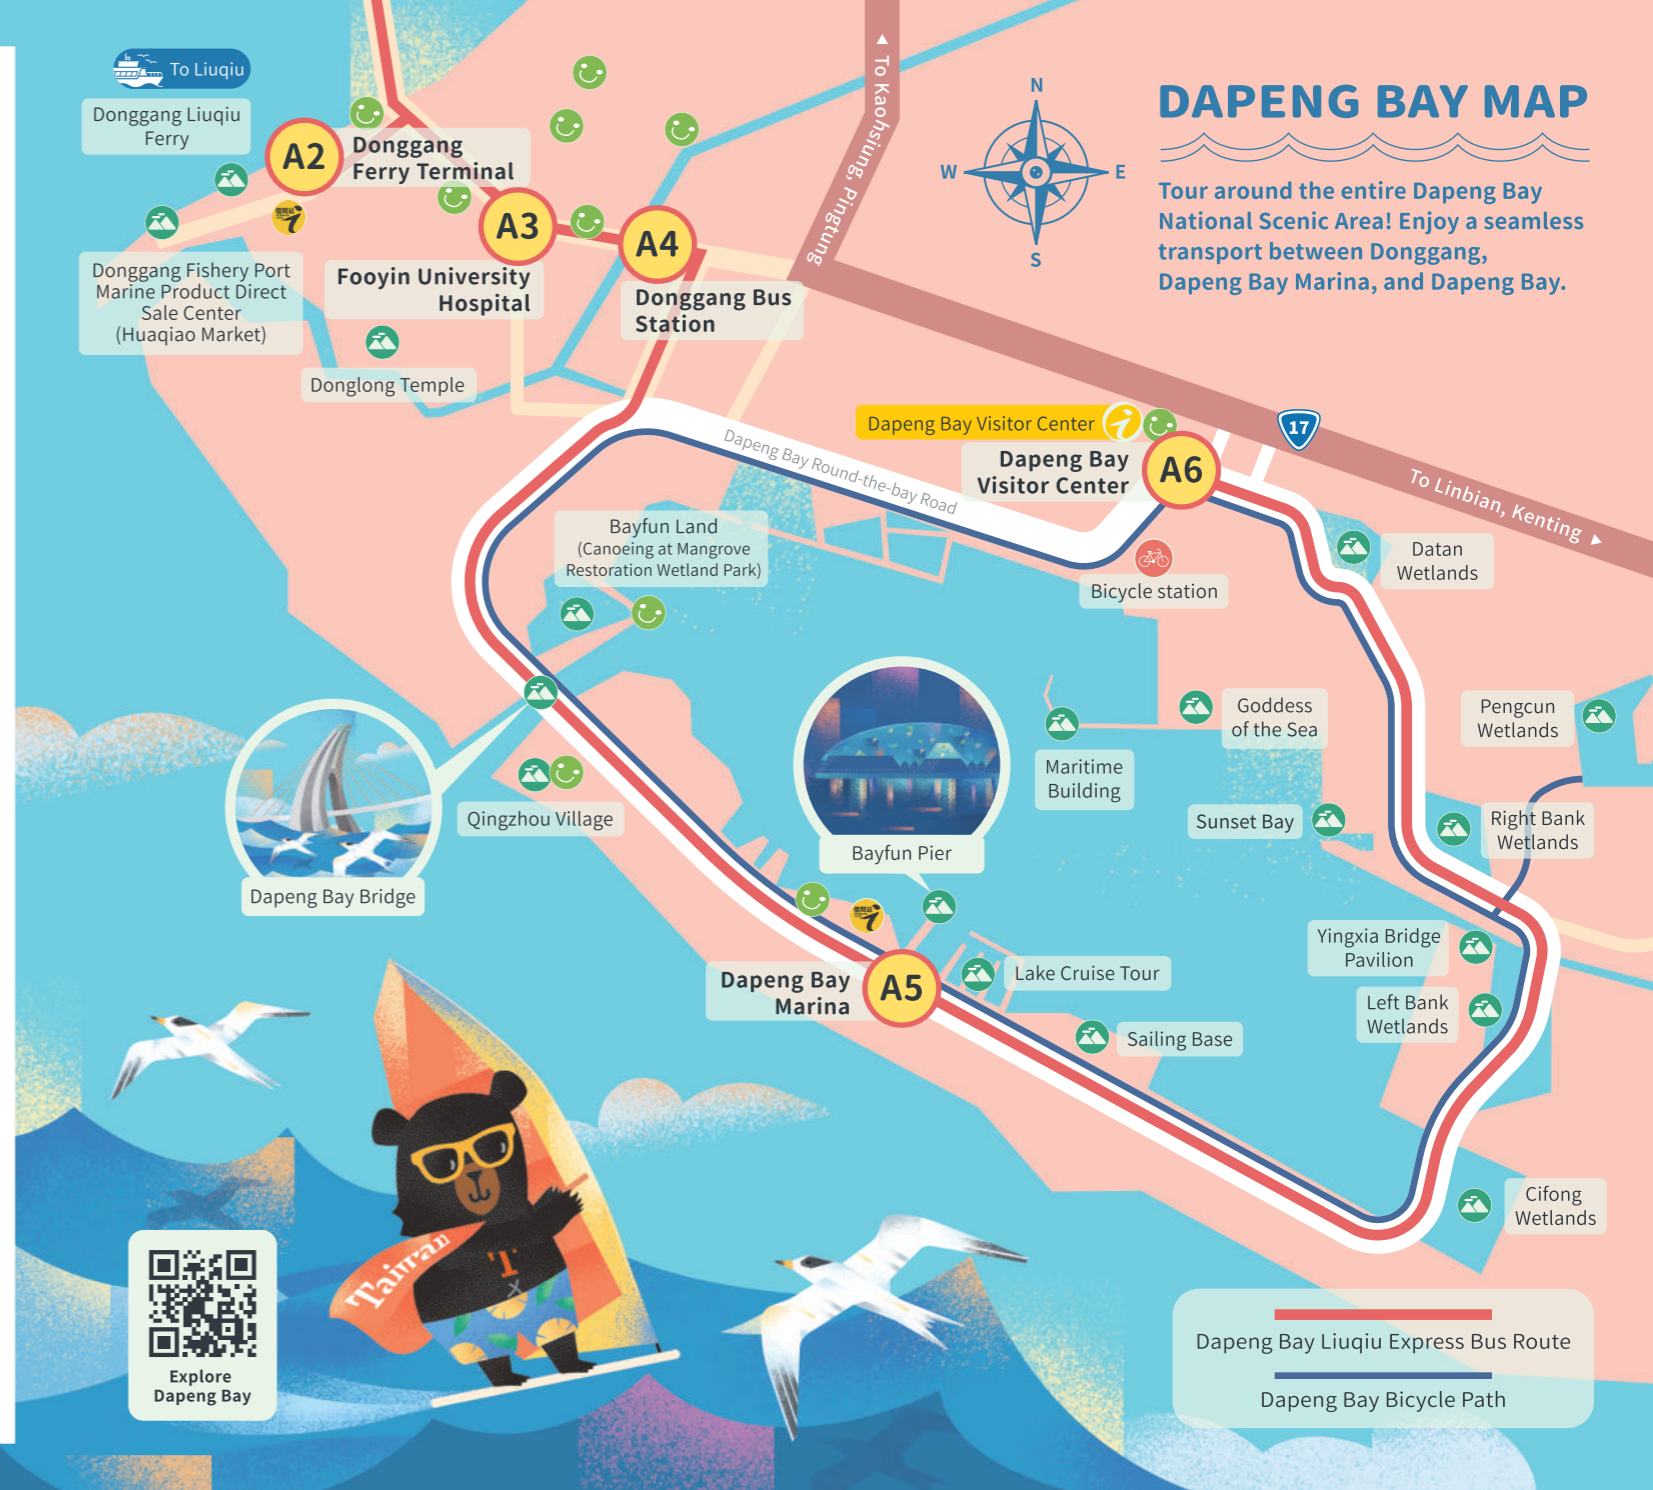 DAPENG BAY MAP
Tour around the entire Dapeng Bay
National Scenic Area! Enjoy a seamless
transport between Donggang,
Dapeng Bay Marina, and Dapeng Bay.
N
W
E
S
◀ To Kaohsiung, Pingtung
To Liuqiu
Donggang Liuqiu
Ferry
A2
Donggang
Ferry Terminal
Donggang Fishery Port
Marine Product Direct
Sale Center
(Huaqiao Market)
A3
Fooyin University
Hospital
A4
Donggang Bus
Station
Donglong Temple
Dapeng Bay Visitor Center
Dapeng Bay
Visitor Center
A6
17
To Linbian, Kenting ▶
Dapeng Bay Round-the-bay Road
Bayfun Land
(Canoeing at Mangrove
Restoration Wetland Park)
Bicycle station
Datan
Wetlands
Goddess
of the Sea
Pengcun
Wetlands
Maritime
Building
Sunset Bay
Right Bank
Wetlands
Qingzhou Village
Dapeng Bay Bridge
Bayfun Pier
Yingxia Bridge
Pavilion
Left Bank
Wetlands
Dapeng Bay
Marina
A5
Lake Cruise Tour
Sailing Base
Cifong
Wetlands
Taiwan
T
Explore
Dapeng Bay
Dapeng Bay Liuqiu Express Bus Route
Dapeng Bay Bicycle Path